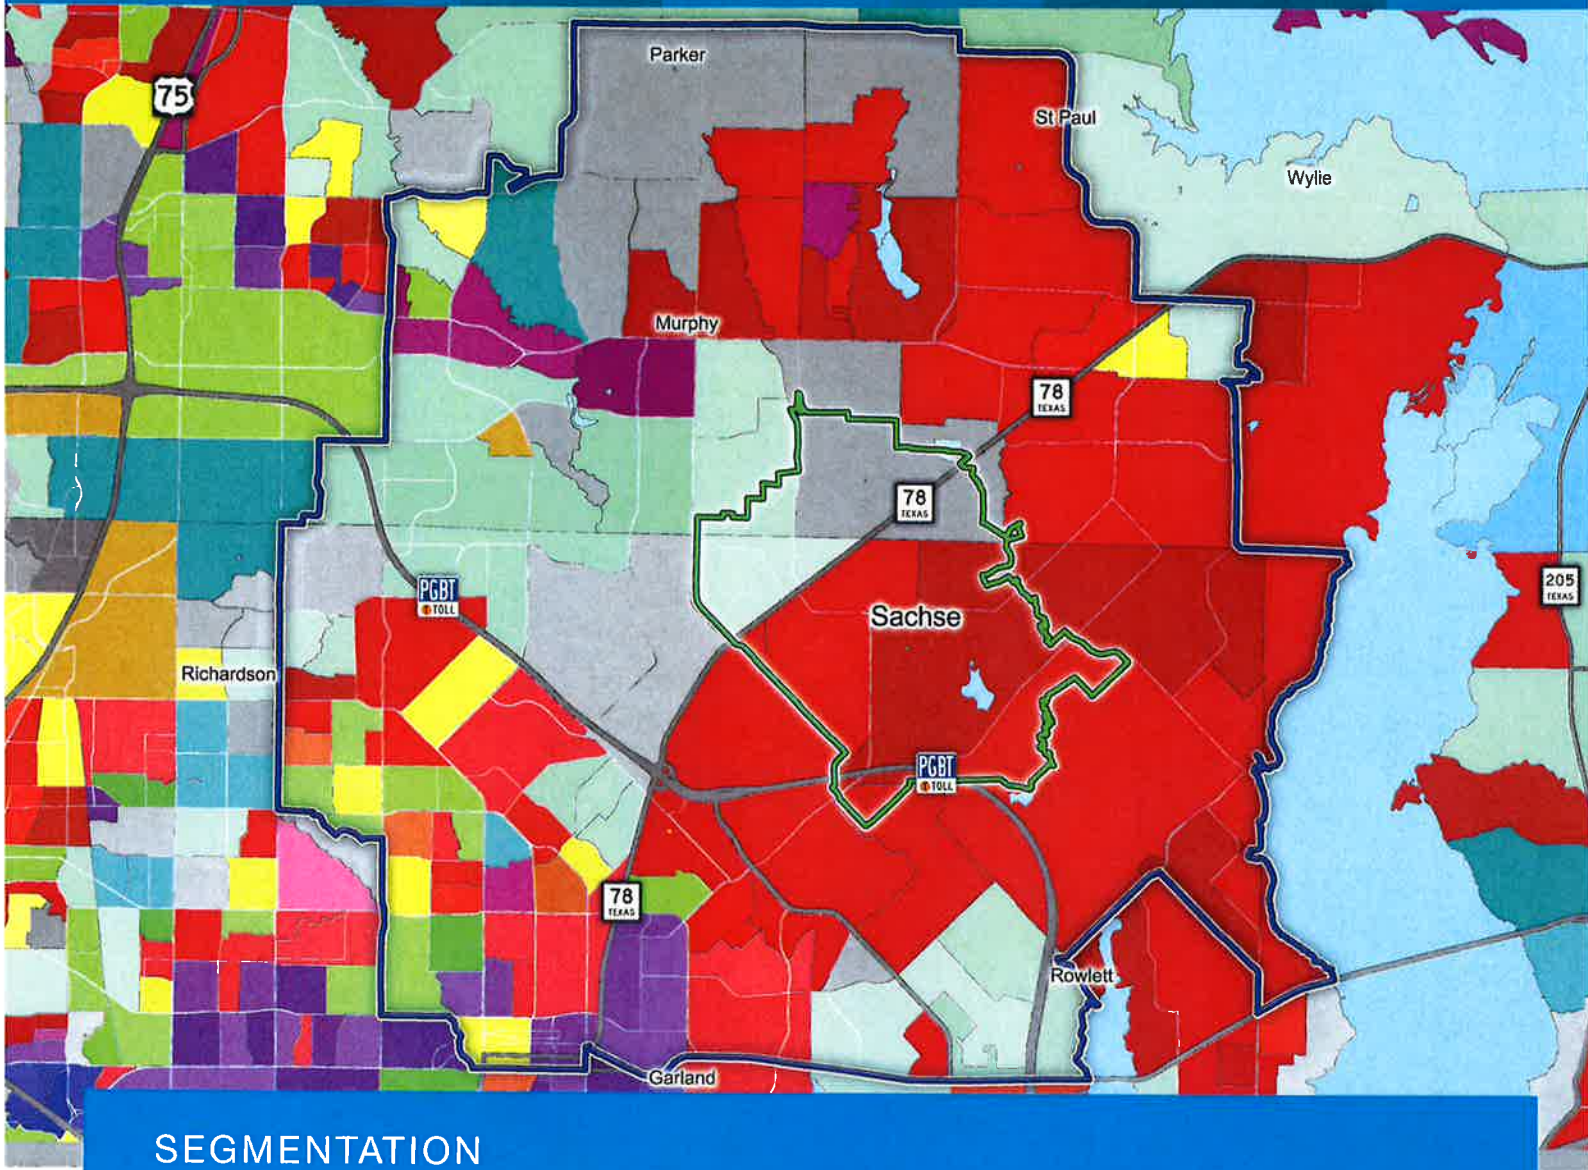 Parker
75
St Paul
Wylie
Murphy
78
TEXAS
78
TEXAS
205
TEXAS
PGBT
TOLL
Sachse
Richardson
PGBT
TOLL
78
TEXAS
Rowlett
Garland
SEGMENTATION